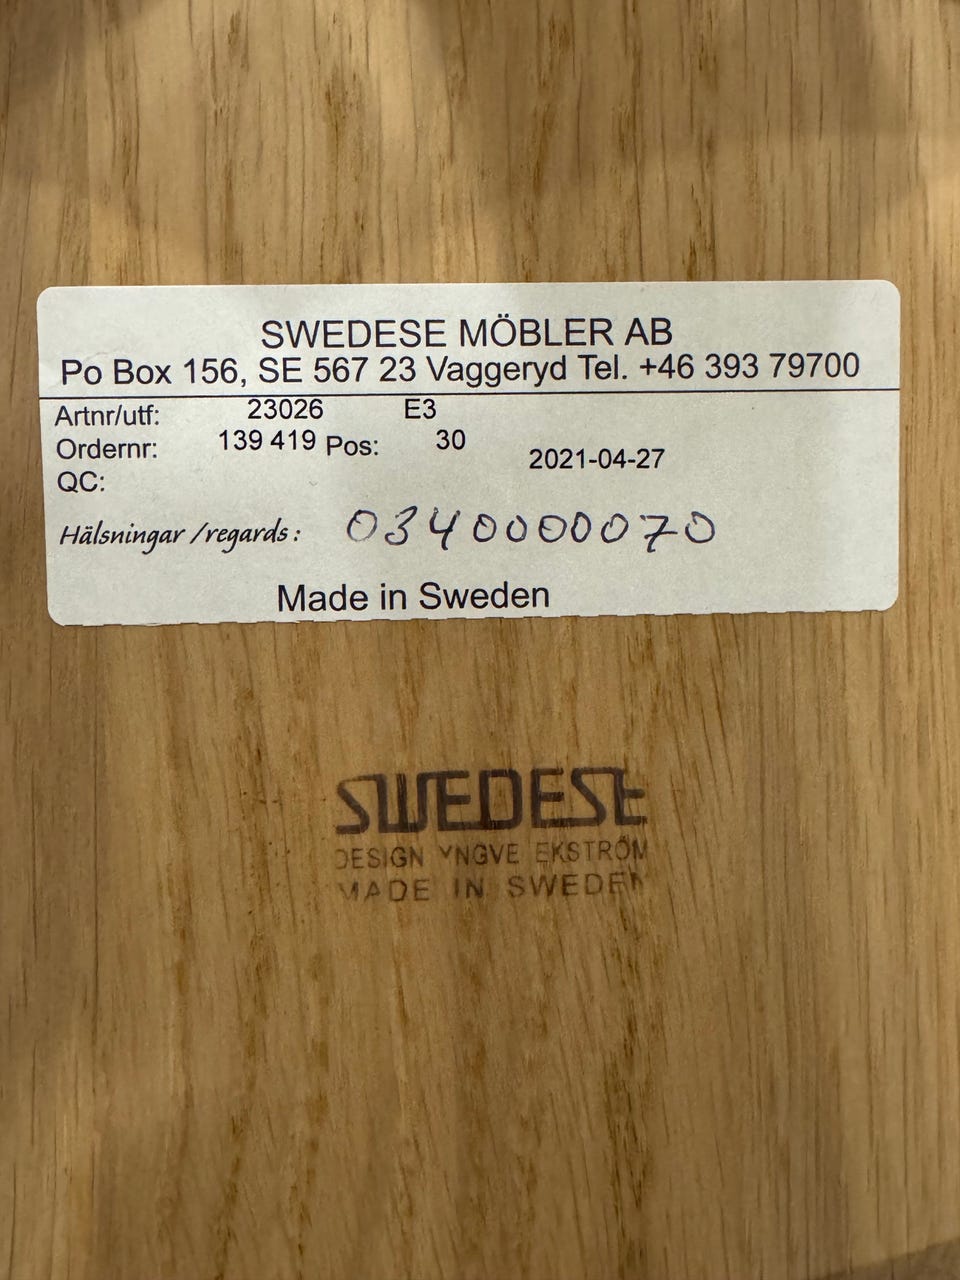 SWEDESE MÖBLER AB
Po Box 156, SE 567 23 Vaggeryd Tel. +46 393 79700
Artnr/utf: 23026 E3
Ordernr: 139 419 Pos: 30
2021-04-27
QC:
Hälsningar /regards: 0340000070
Made in Sweden
SWEDESE
DESIGN YNGVE EKSTRÖM
MADE IN SWEDEN